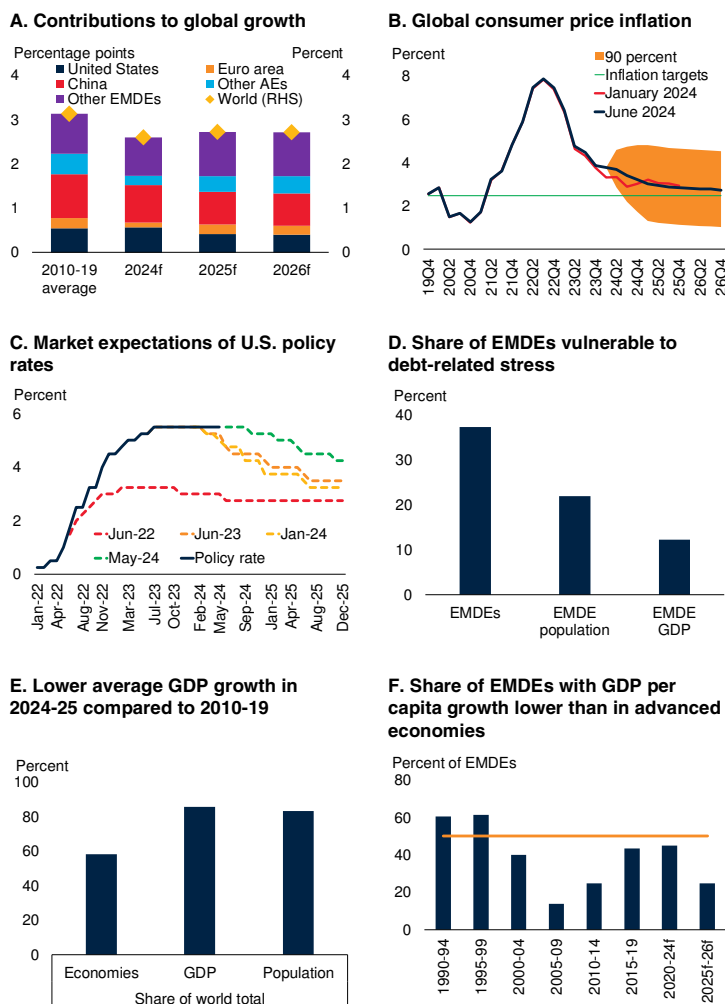 A. Contributions to global growth
Percentage points
Percent
United States
Euro area
China
Other AEs
Other EMDEs
World (RHS)
4
3
2
1
0
4
3
2
1
0
2010-19 average
2024f
2025f
2026f
B. Global consumer price inflation
Percent
90 percent
Inflation targets
January 2024
June 2024
8
6
4
2
0
19Q4
20Q2
20Q4
21Q2
21Q4
22Q2
22Q4
23Q2
23Q4
24Q2
24Q4
25Q2
25Q4
26Q2
26Q4
C. Market expectations of U.S. policy
rates
Percent
6
4
2
0
Jun-22
Jun-23
Jan-24
May-24
Policy rate
Jan-22
Apr-22
Aug-22
Nov-22
Mar-23
Jul-23
Oct-23
Feb-24
May-24
Sep-24
Jan-25
Apr-25
Aug-25
Dec-25
D. Share of EMDEs vulnerable to
debt-related stress
Percent
40
30
20
10
0
EMDEs
EMDE
population
EMDE
GDP
E. Lower average GDP growth in
2024-25 compared to 2010-19
Percent
100
80
60
40
20
0
Economies
GDP
Population
Share of world total
F. Share of EMDEs with GDP per
capita growth lower than in advanced
economies
Percent of EMDEs
80
60
40
20
0
1990-94
1995-99
2000-04
2005-09
2010-14
2015-19
2020-24f
2025f-26f